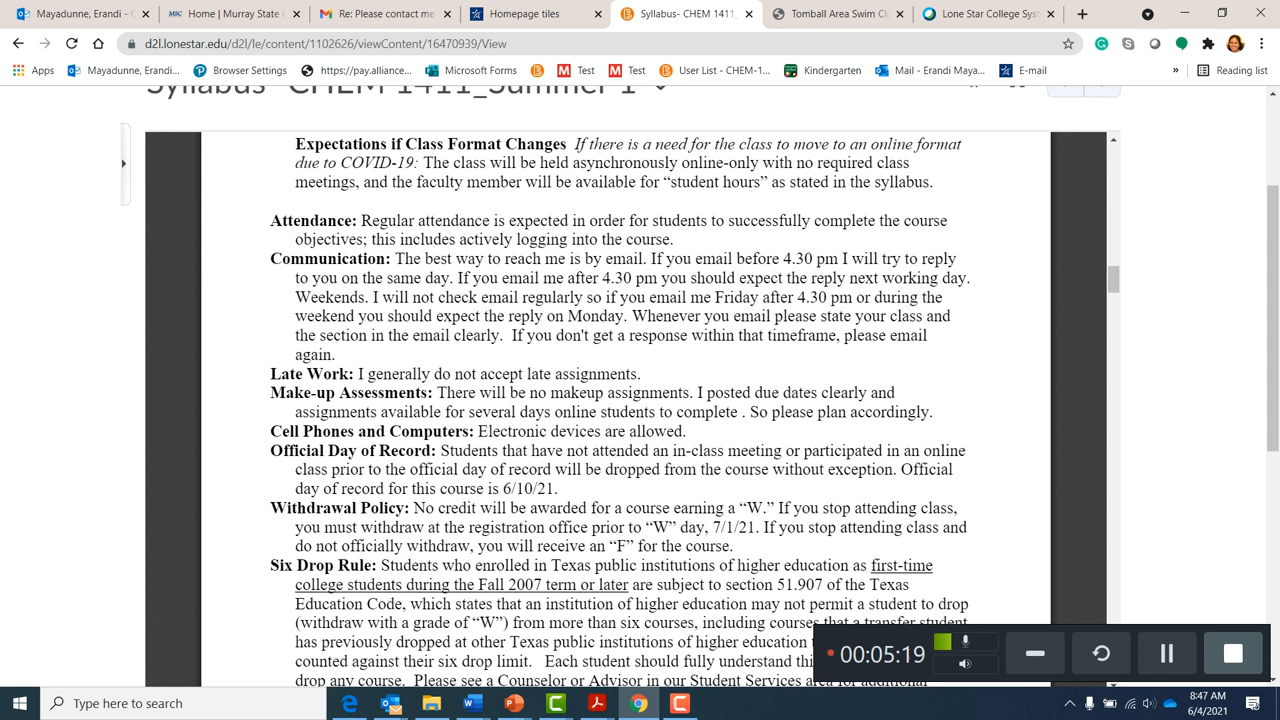 Mayadunne, Erandi - O
Home | Murray State C
Re: Please contact me
Homepage tiles
Syllabus- CHEM 1411_
Tomball Area Swim Clu
Lone Star College Syst
d2l.lonestar.edu/d2l/le/content/1102626/viewContent/16470939/View
Apps
Mayadunne, Erandi...
Browser Settings
https://pay.alliance...
Microsoft Forms
Test
Test
User List - CHEM-1...
Kindergarten
Mail - Erandi Maya...
E-mail
»
Reading list
Syllabus- CHEM 1411_Summer 1
Expectations if Class Format Changes If there is a need for the class to move to an online format
due to COVID-19: The class will be held asynchronously online-only with no required class
meetings, and the faculty member will be available for “student hours” as stated in the syllabus.
Attendance: Regular attendance is expected in order for students to successfully complete the course
objectives; this includes actively logging into the course.
Communication: The best way to reach me is by email. If you email before 4.30 pm I will try to reply
to you on the same day. If you email me after 4.30 pm you should expect the reply next working day.
Weekends. I will not check email regularly so if you email me Friday after 4.30 pm or during the
weekend you should expect the reply on Monday. Whenever you email please state your class and
the section in the email clearly. If you don't get a response within that timeframe, please email
again.
Late Work: I generally do not accept late assignments.
Make-up Assessments: There will be no makeup assignments. I posted due dates clearly and
assignments available for several days online students to complete . So please plan accordingly.
Cell Phones and Computers: Electronic devices are allowed.
Official Day of Record: Students that have not attended an in-class meeting or participated in an online
class prior to the official day of record will be dropped from the course without exception. Official
day of record for this course is 6/10/21.
Withdrawal Policy: No credit will be awarded for a course earning a “W.” If you stop attending class,
you must withdraw at the registration office prior to “W” day, 7/1/21. If you stop attending class and
do not officially withdraw, you will receive an “F” for the course.
Six Drop Rule: Students who enrolled in Texas public institutions of higher education as first-time
college students during the Fall 2007 term or later are subject to section 51.907 of the Texas
Education Code, which states that an institution of higher education may not permit a student to drop
(withdraw with a grade of “W”) from more than six courses, including courses that a transfer student
has previously dropped at other Texas public institutions of higher education
counted against their six drop limit. Each student should fully understand
drop any course. Please see a Counselor or Advisor in our Student Services area for additional
00:05:19
Type here to search
8:47 AM
6/4/2021